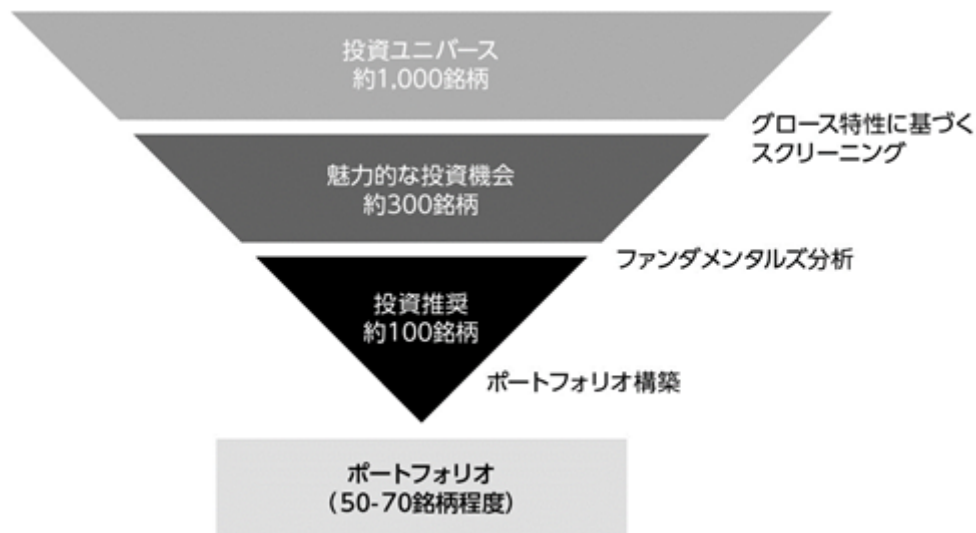 投資ユニバース
約1,000銘柄
グロース特性に基づく
スクリーニング
魅力的な投資機会
約300銘柄
ファンダメンタルズ分析
投資推奨
約100銘柄
ポートフォリオ構築
ポートフォリオ
(50-70銘柄程度)